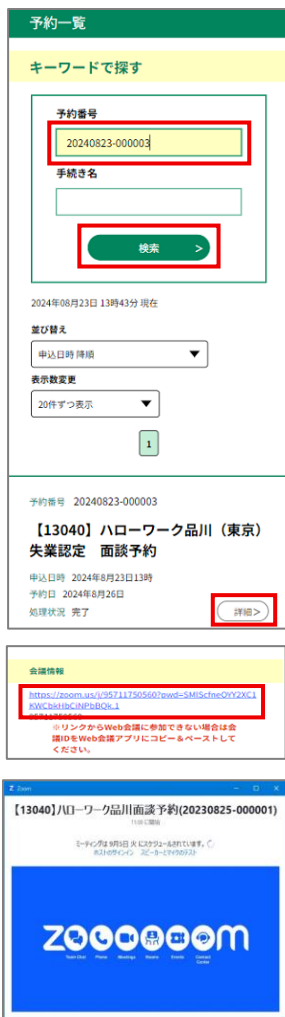 予約一覧
キーワードで探す
予約番号
20240823-000003
手続き名
検索 >
2024年08月23日 13時43分 現在
並び替え
申込日時 降順
表示数変更
20件ずつ表示
1
予約番号 20240823-000003
【13040】ハローワーク品川（東京）
失業認定 面談予約
申込日時 2024年8月23日13時
予約日 2024年8月26日
処理状況 完了
詳細>
会議情報
https://zoom.us/j/95711750560?pwd=SMlScfneQYY2XC1
KWCbkHbCiNPbBQk.1
95711750560
※リンクからWeb会議に参加できない場合は会
議IDをWeb会議アプリにコピー＆ペーストして
ください。
Zoom
【13040】ハローワーク品川面談予約(20230825-000001)
ミーティングは 9月5日 火 にスケジュールされています。
ホストのサインイン スピーカーとマイクのテスト
zoooooom
Team Chat Phone Meetings Rooms Events Contact Center